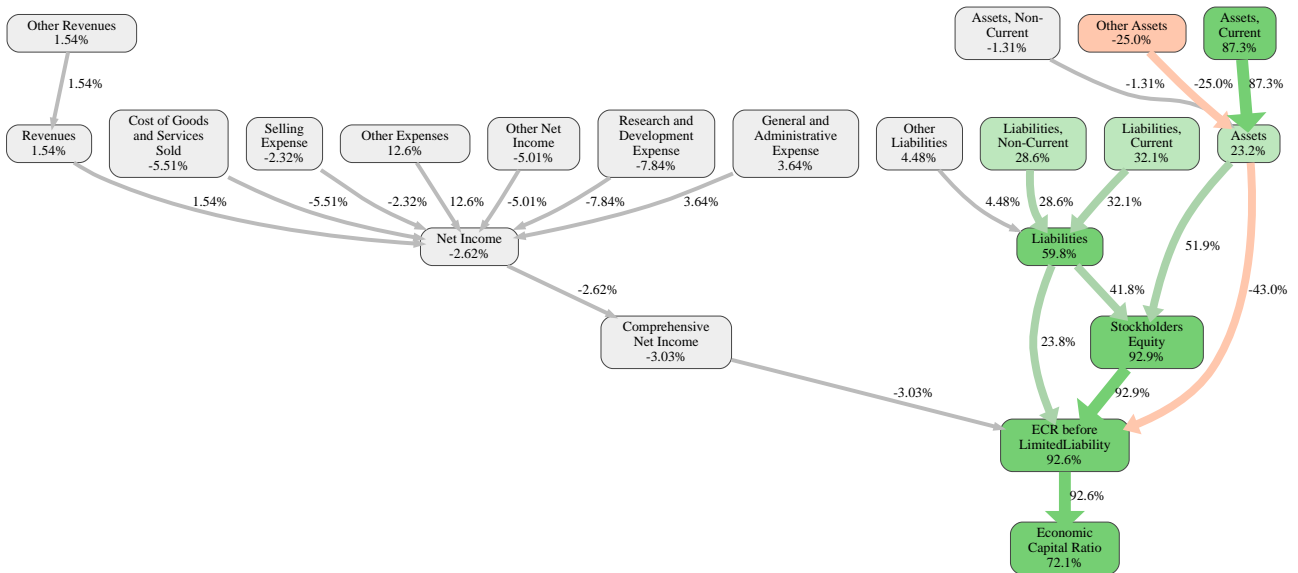 Other Revenues
1.54%
Assets, Non-
Current
-1.31%
Other Assets
-25.0%
Assets,
Current
87.3%
1.54%
-1.31%
-25.0%
87.3%
Revenues
1.54%
Cost of Goods
and Services
Sold
-5.51%
Selling
Expense
-2.32%
Other Expenses
12.6%
Other Net
Income
-5.01%
Research and
Development
Expense
-7.84%
General and
Administrative
Expense
3.64%
Other
Liabilities
4.48%
Liabilities,
Non-Current
28.6%
Liabilities,
Current
32.1%
Assets
23.2%
1.54%
-5.51%
-2.32%
12.6%
-5.01%
-7.84%
3.64%
4.48%
28.6%
32.1%
Net Income
-2.62%
Liabilities
59.8%
51.9%
-2.62%
41.8%
-43.0%
Comprehensive
Net Income
-3.03%
23.8%
Stockholders
Equity
92.9%
-3.03%
92.9%
ECR before
LimitedLiability
92.6%
92.6%
Economic
Capital Ratio
72.1%